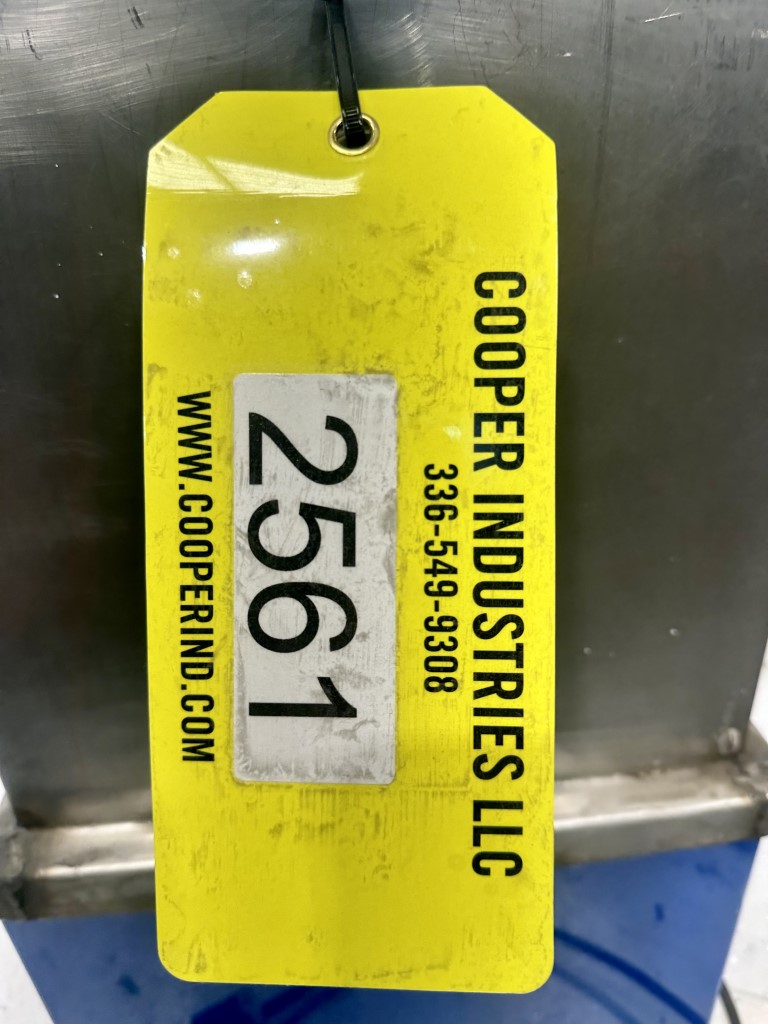 COOPER INDUSTRIES LLC
336-549-9308
2561
WWW.COOPERIND.COM